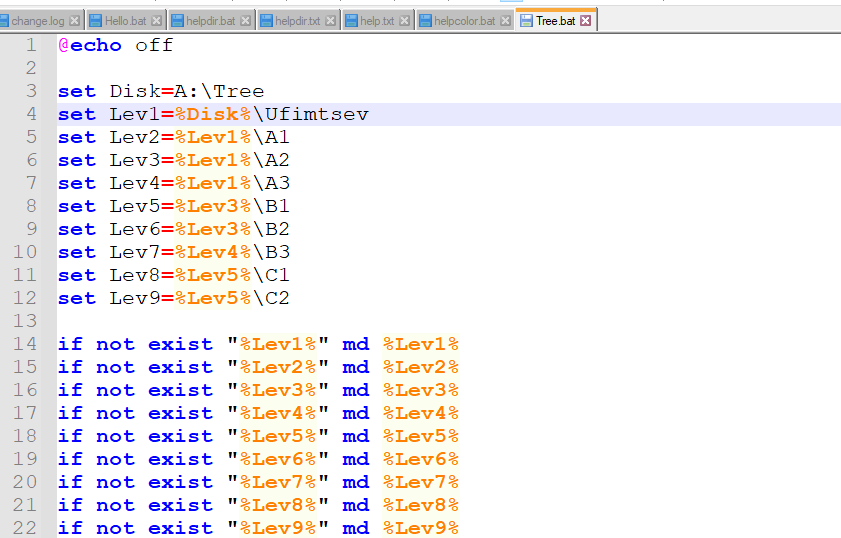 change.log Hello.bat helpdir.bat helpdir.txt help.txt helpcolor.bat Tree.bat
1 @echo off
2
3 set Disk=A:\Tree
4 set Lev1=%Disk%\Ufimtsev
5 set Lev2=%Lev1%\A1
6 set Lev3=%Lev1%\A2
7 set Lev4=%Lev1%\A3
8 set Lev5=%Lev3%\B1
9 set Lev6=%Lev3%\B2
10 set Lev7=%Lev4%\B3
11 set Lev8=%Lev5%\C1
12 set Lev9=%Lev5%\C2
13
14 if not exist "%Lev1%" md %Lev1%
15 if not exist "%Lev2%" md %Lev2%
16 if not exist "%Lev3%" md %Lev3%
17 if not exist "%Lev4%" md %Lev4%
18 if not exist "%Lev5%" md %Lev5%
19 if not exist "%Lev6%" md %Lev6%
20 if not exist "%Lev7%" md %Lev7%
21 if not exist "%Lev8%" md %Lev8%
22 if not exist "%Lev9%" md %Lev9%